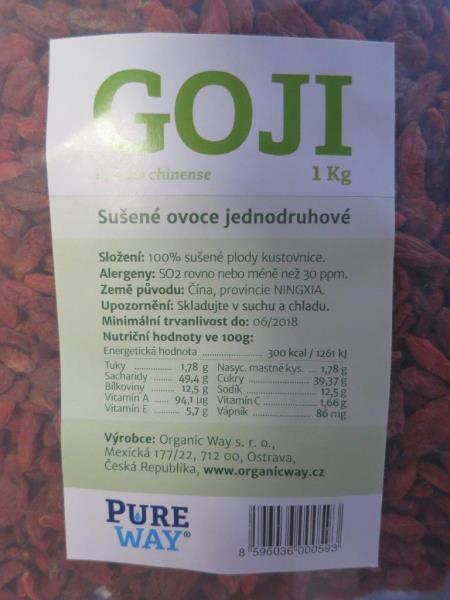 GOJI
chinense 1 Kg
Sušené ovoce jednodruhové
Složení: 100% sušené plody kustovnice.
Alergeny: SO2 rovno nebo méně než 30 ppm.
Země původu: Čína, provincie NINGXIA.
Upozornění: Skladujte v suchu a chladu.
Minimální trvanlivost do: 06/2018
Nutriční hodnoty ve 100g:
Energetická hodnota .................. 300 kcal / 1261 kJ
Tuky ............ 1,78 g Nasyc. mastné kys. ... 1,78 g
Sacharidy ...... 49,4 g Cukry .................. 39,37 g
Bílkoviny ....... 12,5 g Sodík .................. 12,5 g
Vitamín A ..... 94,1 µg Vitamín C ............. 1,66 g
Vitamín E ....... 5,7 g Vápník ................ 86 mg
Výrobce: Organic Way s. r. o.,
Mexická 177/22, 712 00, Ostrava,
Česká Republika, www.organicway.cz
PURE
WAY®
8 596036 000593